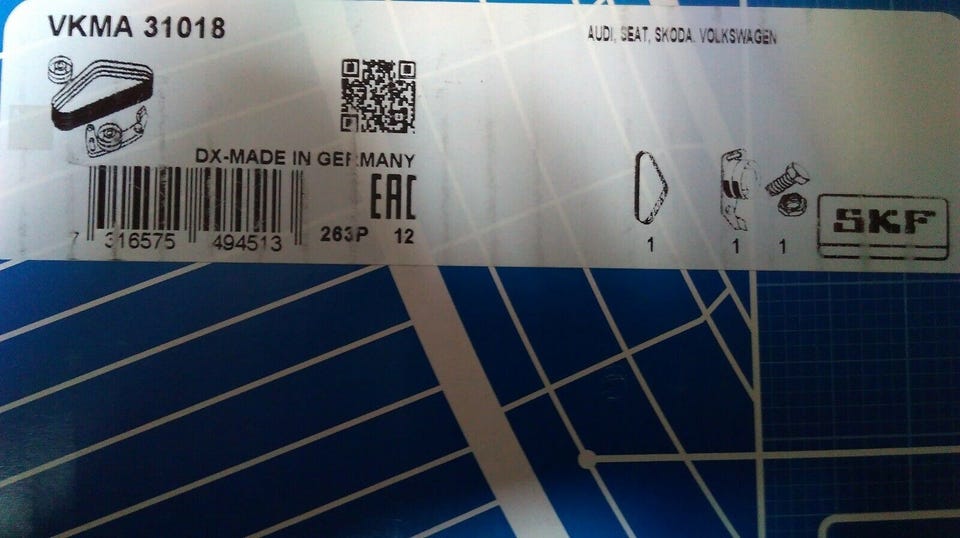 VKMA 31018
AUDI, SEAT, SKODA, VOLKSWAGEN
DX-MADE IN GERMANY
EAC
7 316575 494513
263P 12
1 1 1
SKF